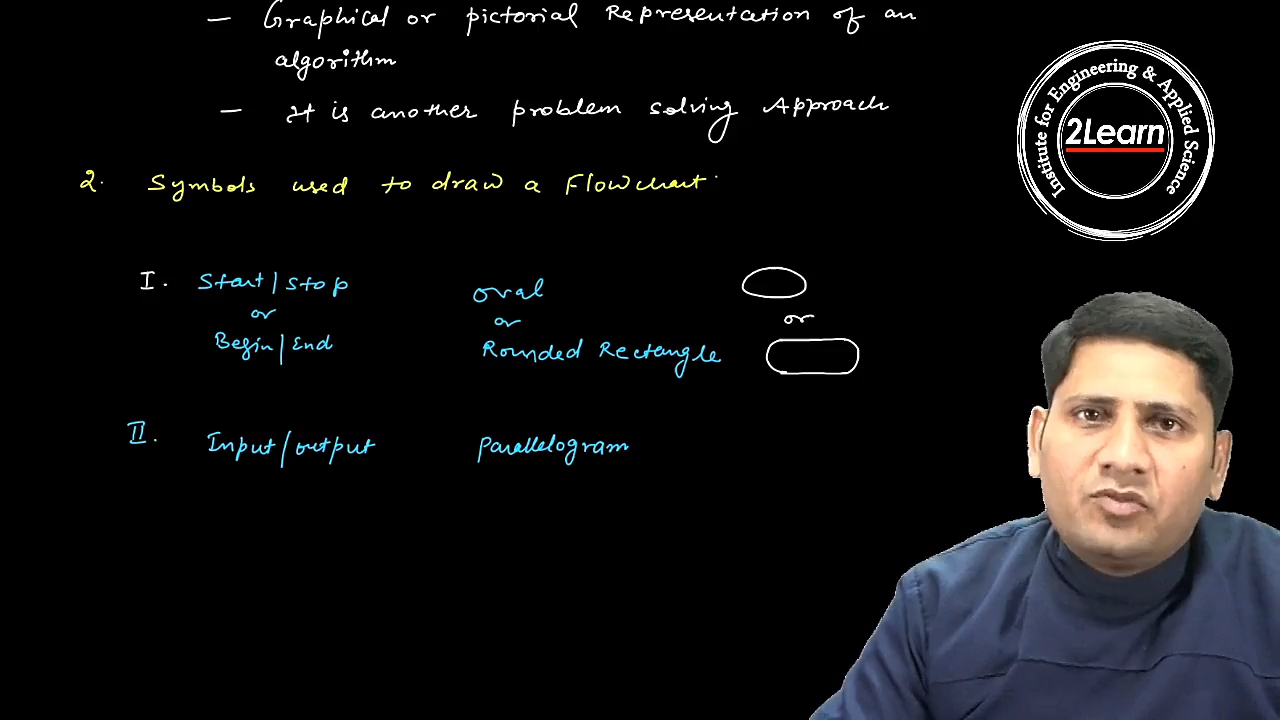 — Graphical or pictorial Representation of an
algorithm
— It is another problem solving Approach
2. Symbols used to draw a Flowchart.
I. Start/Stop oval
or or or
Begin/End Rounded Rectangle
II. Input/output parallelogram
Institute for Engineering & Applied Science
2Learn